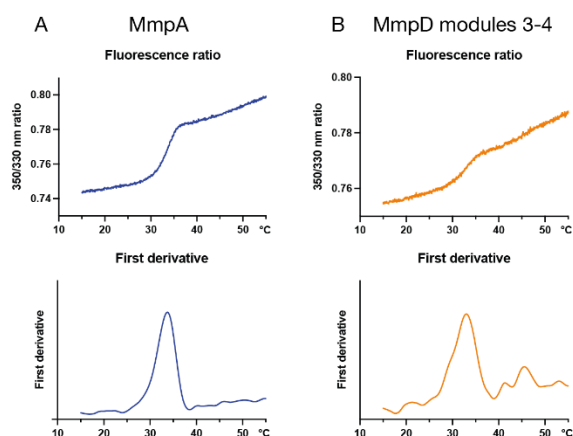 A MmpA
Fluorescence ratio
350/330 nm ratio
0.80
0.78
0.76
0.74
10 20 30 40 50 °C
First derivative
First derivative
10 20 30 40 50 °C
B MmpD modules 3-4
Fluorescence ratio
350/330 nm ratio
0.80
0.78
0.76
10 20 30 40 50 °C
First derivative
First derivative
10 20 30 40 50 °C